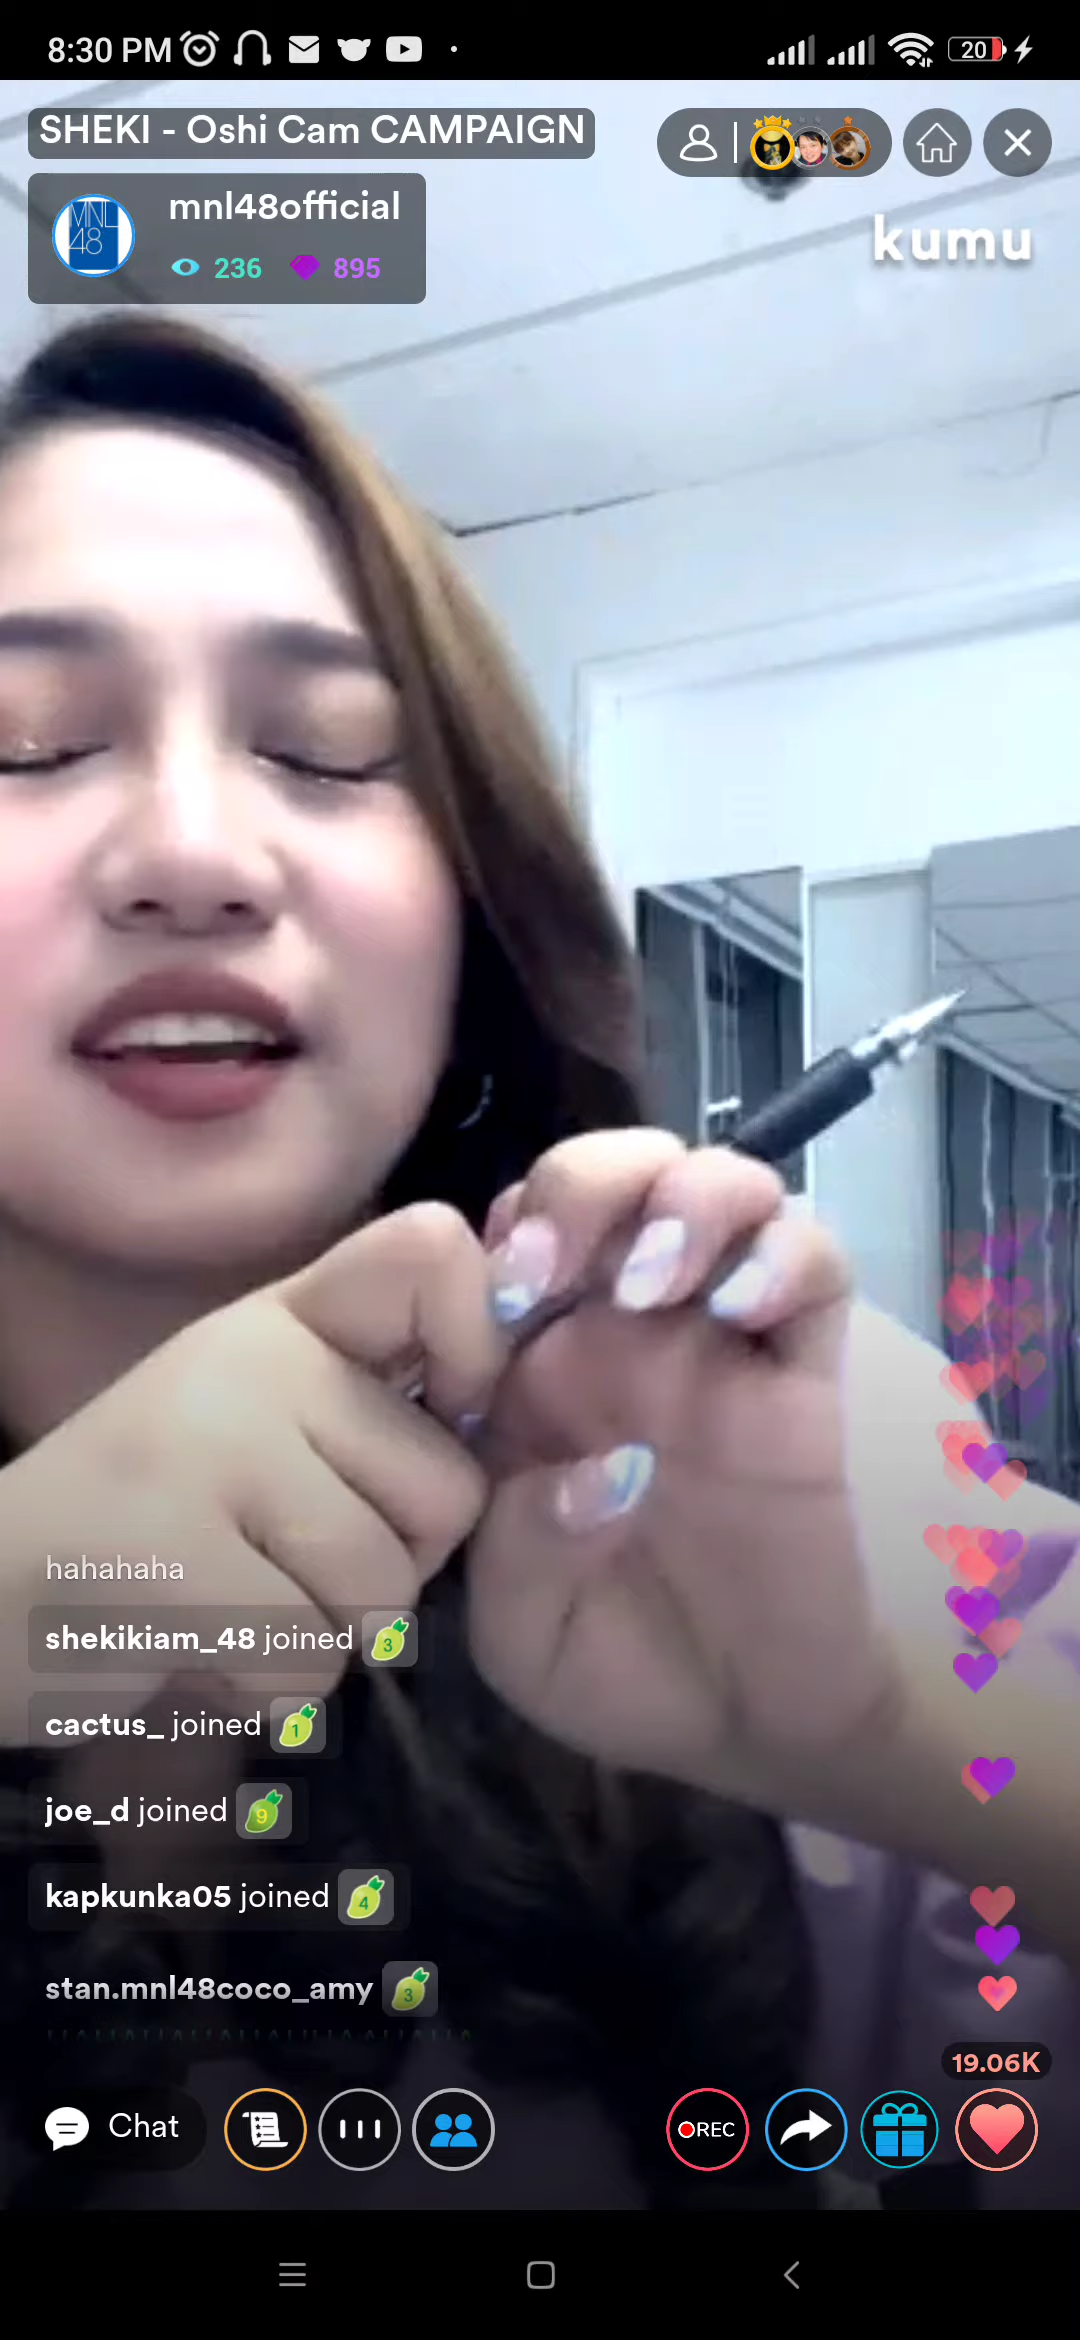 8:30 PM
20
SHEKI - Oshi Cam CAMPAIGN
mnl48official
MNL
48
236 895
kumu
hahahaha
shekikiam_48 joined 3
cactus_ joined 1
joe_d joined 9
kapkunka05 joined 4
stan.mnl48coco_amy 3
19.06K
Chat
REC